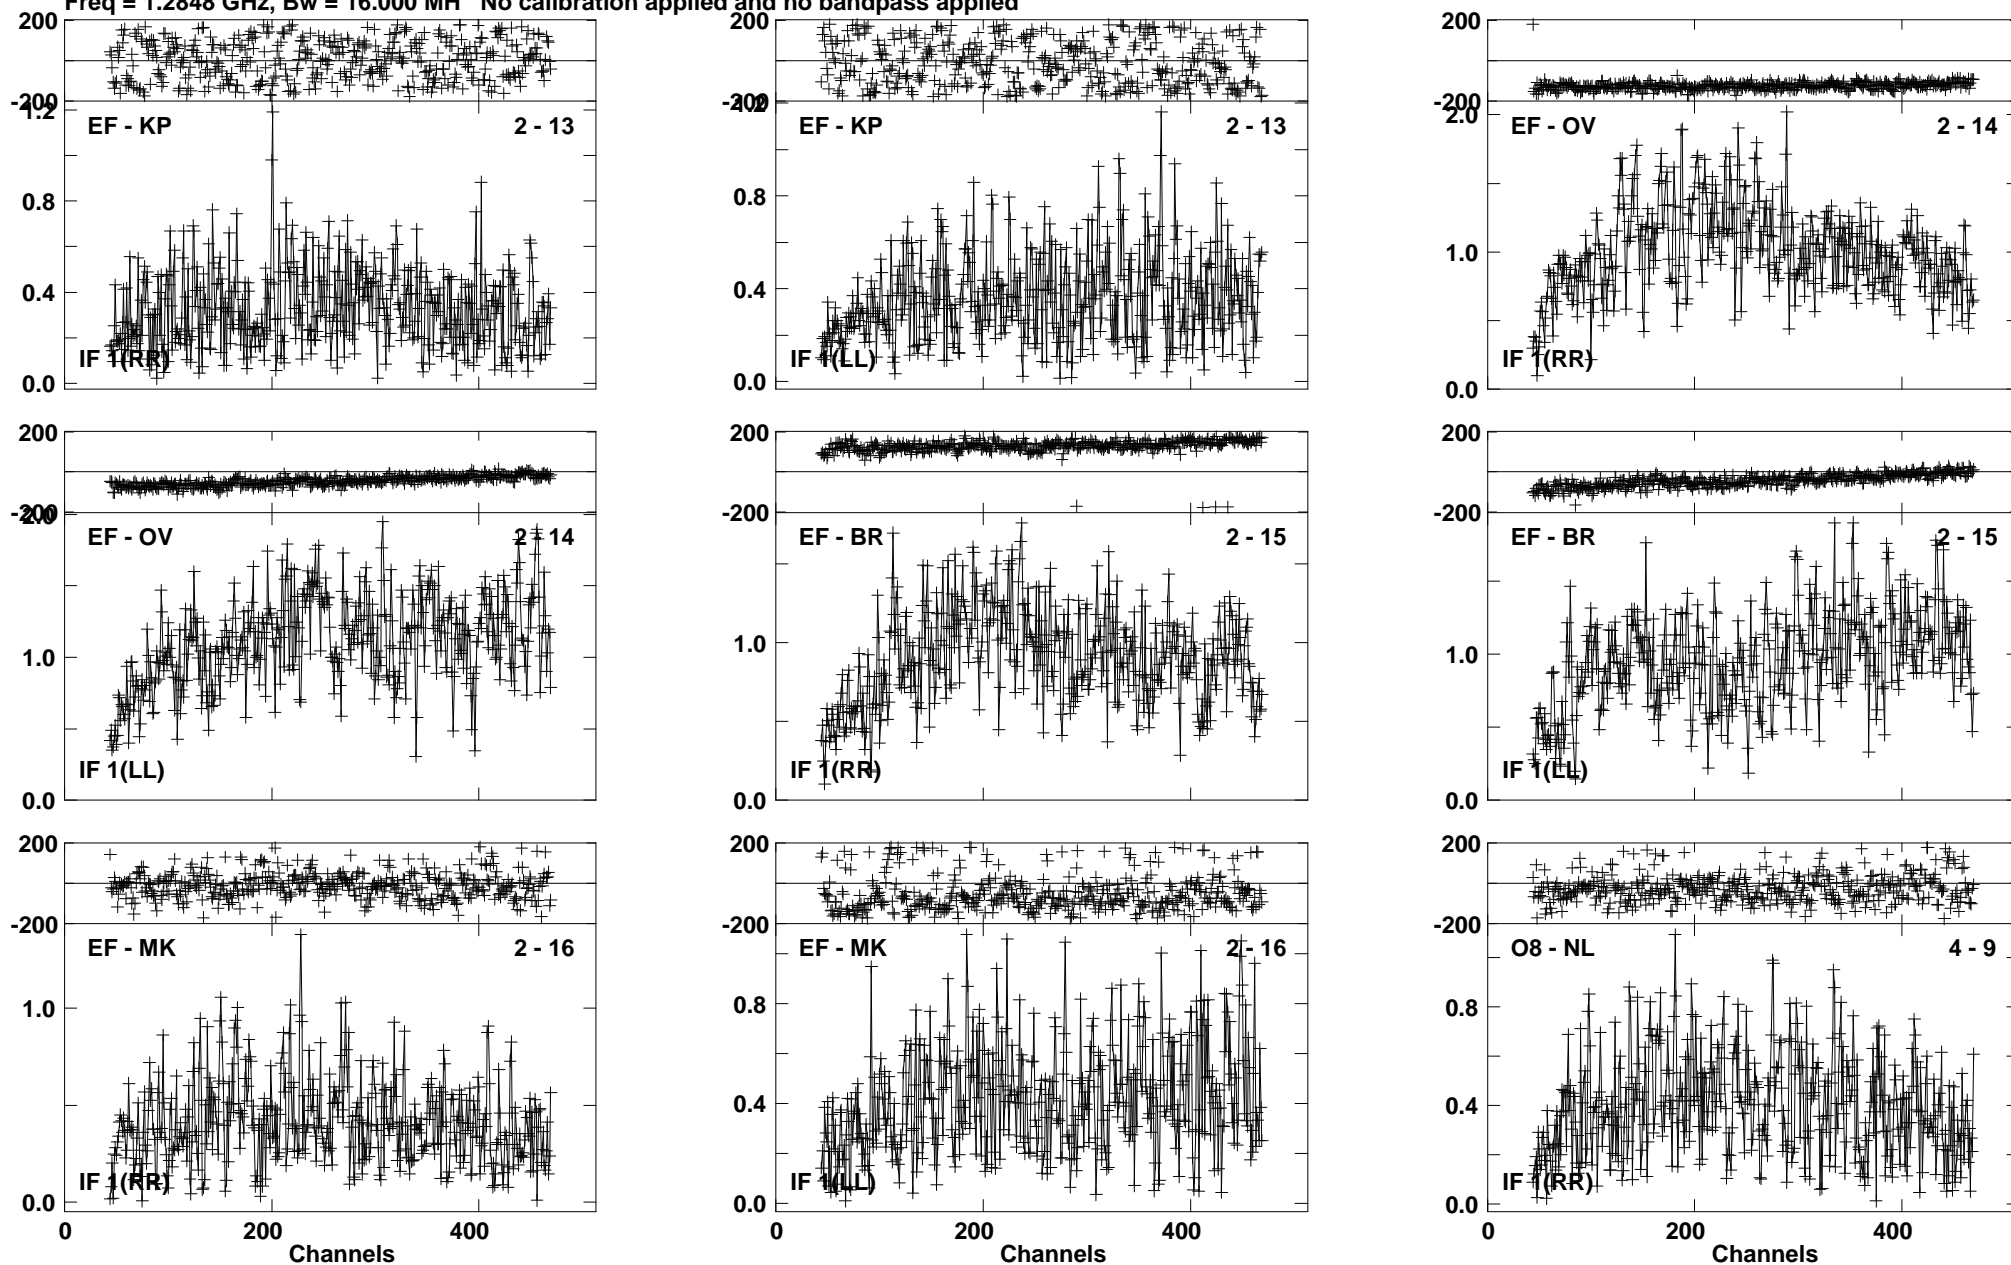 Freq = 1.2848 GHz, Bw = 16.000 MH No calibration applied and no bandpass applied
200
-200
1.2
0.8
0.4
0.0
EF - KP
2 - 13
IF 1(RR)
200
-200
1.2
0.8
0.4
0.0
EF - KP
2 - 13
IF 1(LL)
200
-200
2.0
1.0
0.0
EF - OV
2 - 14
IF 1(RR)
200
-200
2.0
1.0
0.0
EF - OV
2 - 14
IF 1(LL)
200
-200
1.0
0.0
EF - BR
2 - 15
IF 1(RR)
200
-200
1.0
0.0
EF - BR
2 - 15
IF 1(LL)
200
-200
1.0
0.0
EF - MK
2 - 16
IF 1(RR)
0 200 400
Channels
200
-200
0.8
0.4
0.0
EF - MK
2 - 16
IF 1(LL)
0 200 400
Channels
200
-200
0.8
0.4
0.0
O8 - NL
4 - 9
IF 1(RR)
0 200 400
Channels